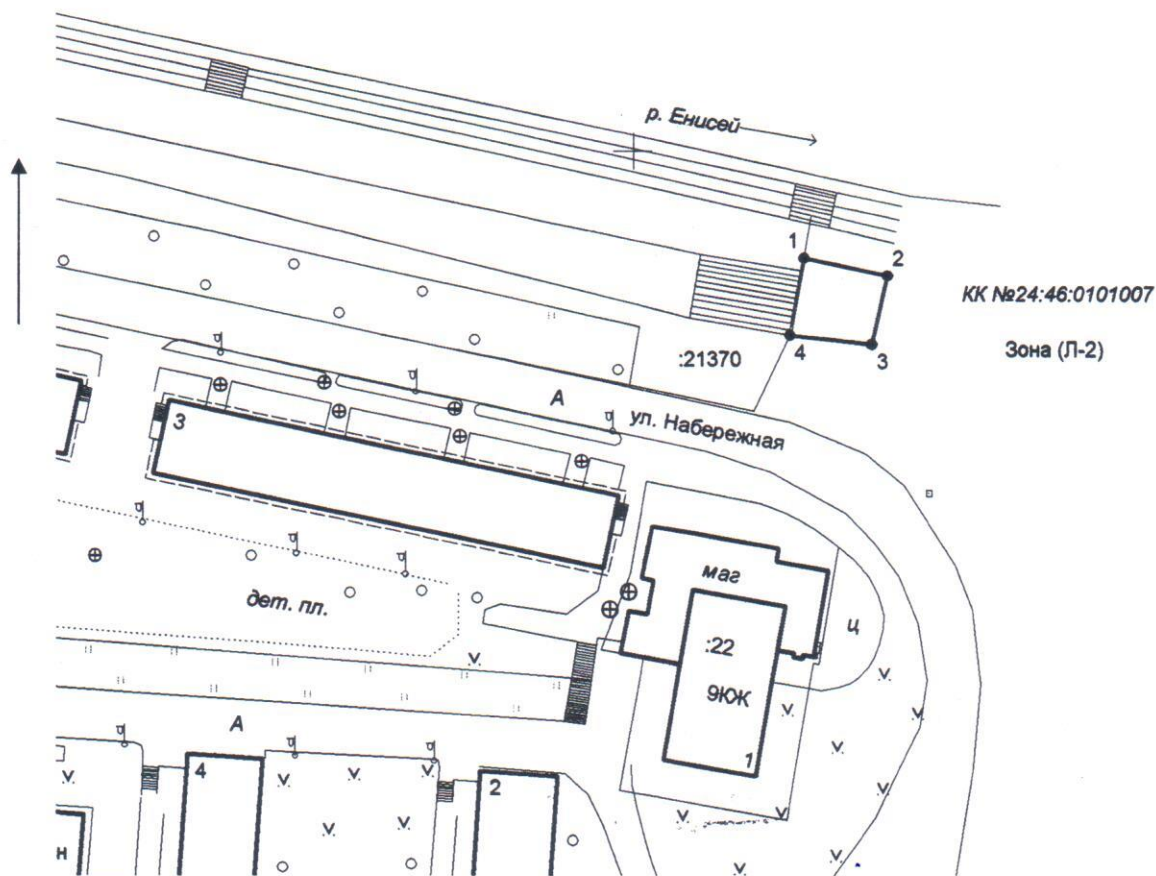 р. Енисей
1
2
КК №24:46:0101007
Зона (Л-2)
4
3
:21370
А
ул. Набережная
3
маг
ц
дет. пл.
:22
9КЖ
1
А
4
2
н